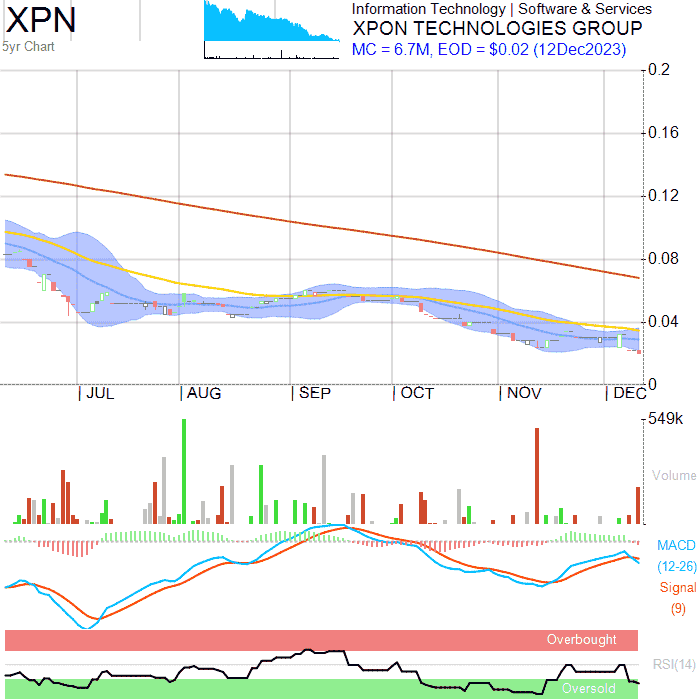 XPN
5yr Chart
Information Technology | Software & Services
XPON TECHNOLOGIES GROUP
MC = 6.7M, EOD = $0.02 (12Dec2023)
0.2
0.16
0.12
0.08
0.04
0
| JUL | AUG | SEP | OCT | NOV | DEC
549k
Volume
MACD
(12-26)
Signal
(9)
Overbought
RSI(14)
Oversold